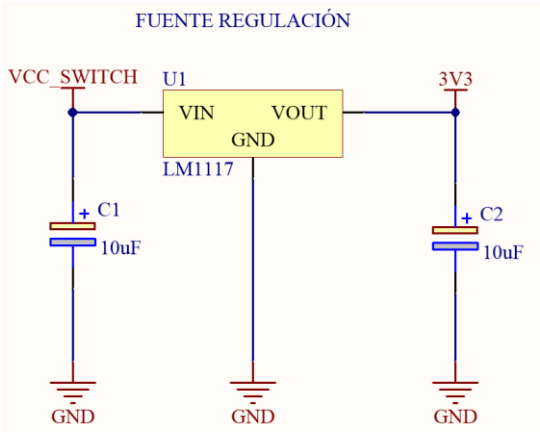 FUENTE REGULACIÓN
VCC_SWITCH
U1
3V3
VIN
VOUT
GND
LM1117
C1
10uF
C2
10uF
GND
GND
GND